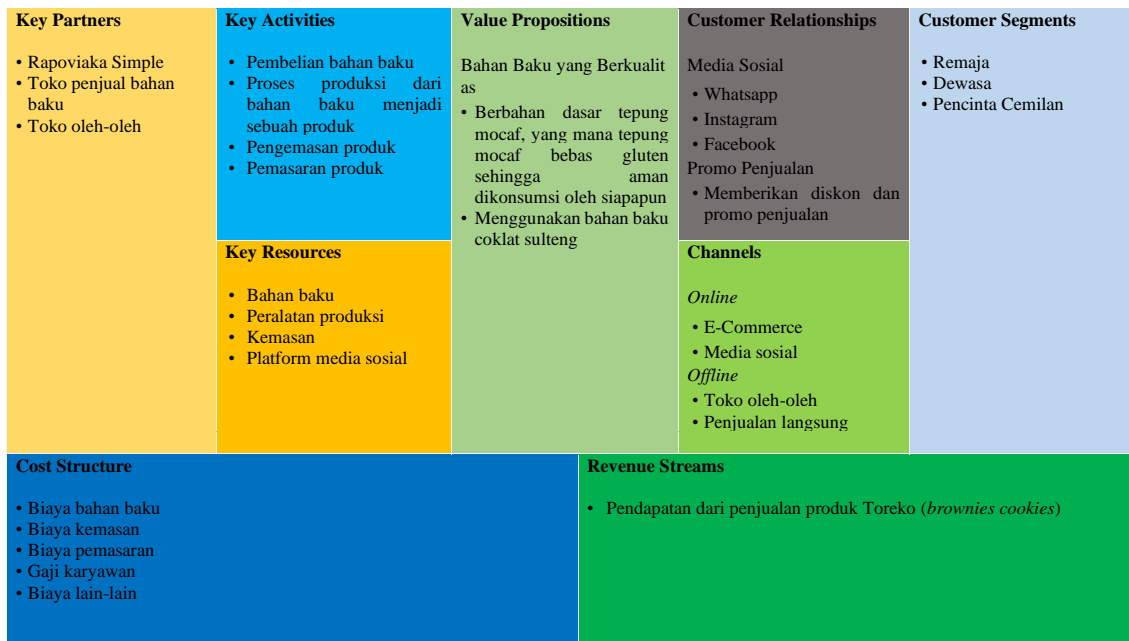 Key Partners
• Rapoviaka Simple
• Toko penjual bahan
baku
• Toko oleh-oleh
Key Activities
• Pembelian bahan baku
• Proses produksi dari
bahan baku menjadi
sebuah produk
• Pengemasan produk
• Pemasaran produk
Key Resources
• Bahan baku
• Peralatan produksi
• Kemasan
• Platform media sosial
Value Propositions
Bahan Baku yang Berkualit
as
• Berbahan dasar tepung
mocaf, yang mana tepung
mocaf bebas gluten
sehingga aman
dikonsumsi oleh siapapun
• Menggunakan bahan baku
coklat sulteng
Customer Relationships
Media Sosial
• Whatsapp
• Instagram
• Facebook
Promo Penjualan
• Memberikan diskon dan
promo penjualan
Channels
Online
• E-Commerce
• Media sosial
Offline
• Toko oleh-oleh
• Penjualan langsung
Customer Segments
• Remaja
• Dewasa
• Pencinta Cemilan
Cost Structure
• Biaya bahan baku
• Biaya kemasan
• Biaya pemasaran
• Gaji karyawan
• Biaya lain-lain
Revenue Streams
• Pendapatan dari penjualan produk Toreko (brownies cookies)